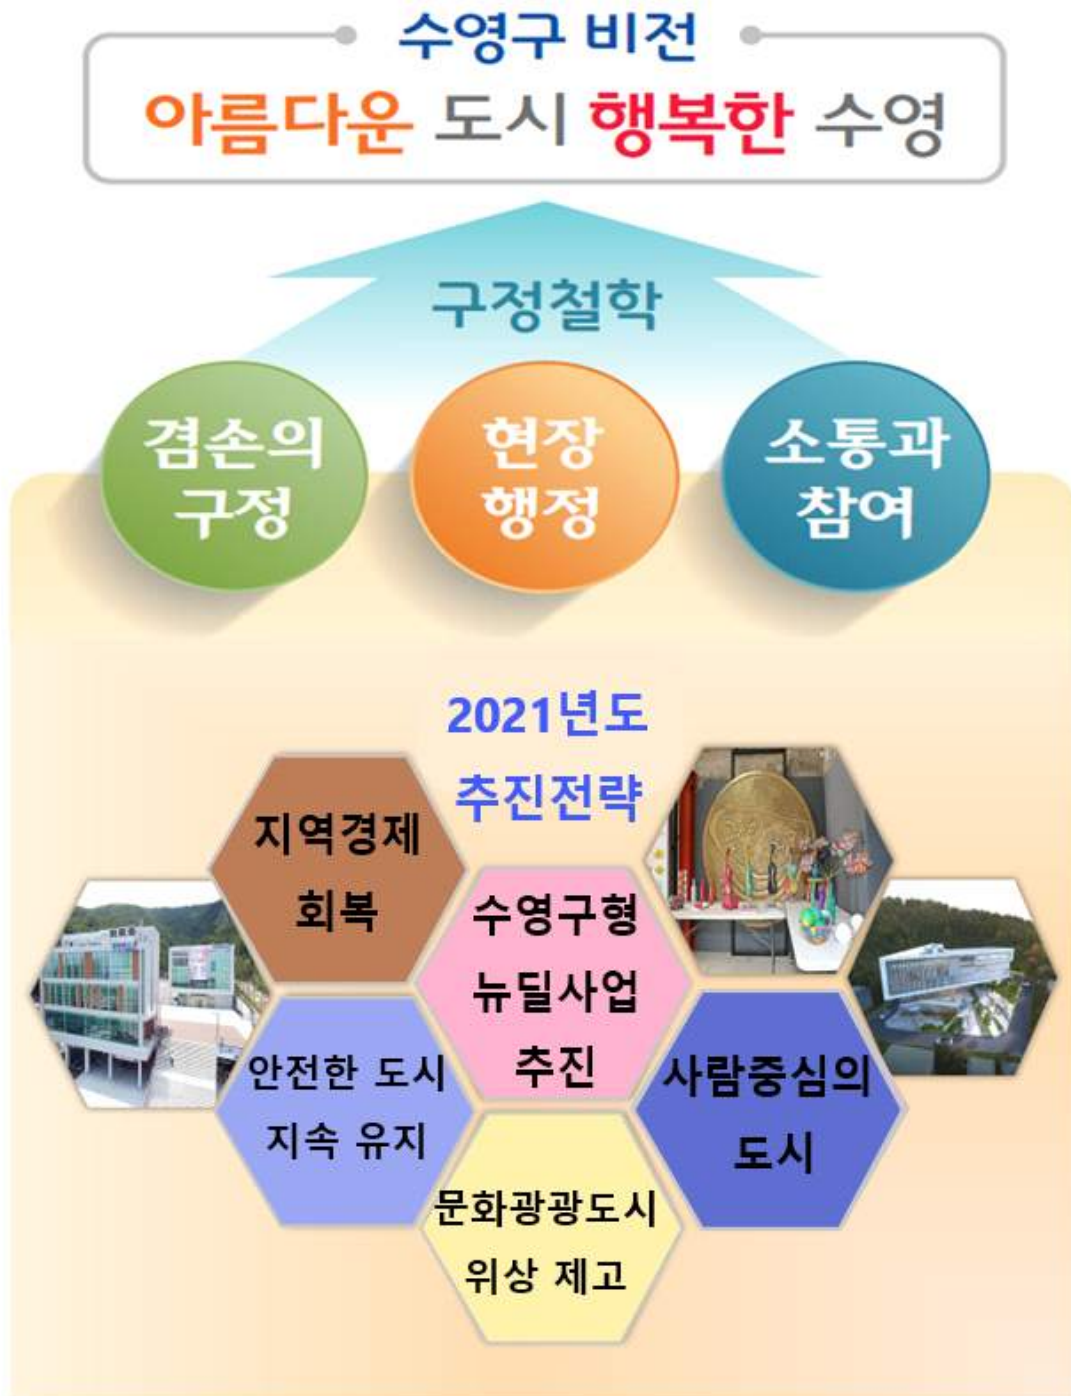 수영구 비전
아름다운 도시 행복한 수영
구정철학
겸손의
구정
현장
행정
소통과
참여
2021년도
추진전략
지역경제
회복
수영구형
뉴딜사업
추진
안전한 도시
지속 유지
사람중심의
도시
문화광광도시
위상 제고